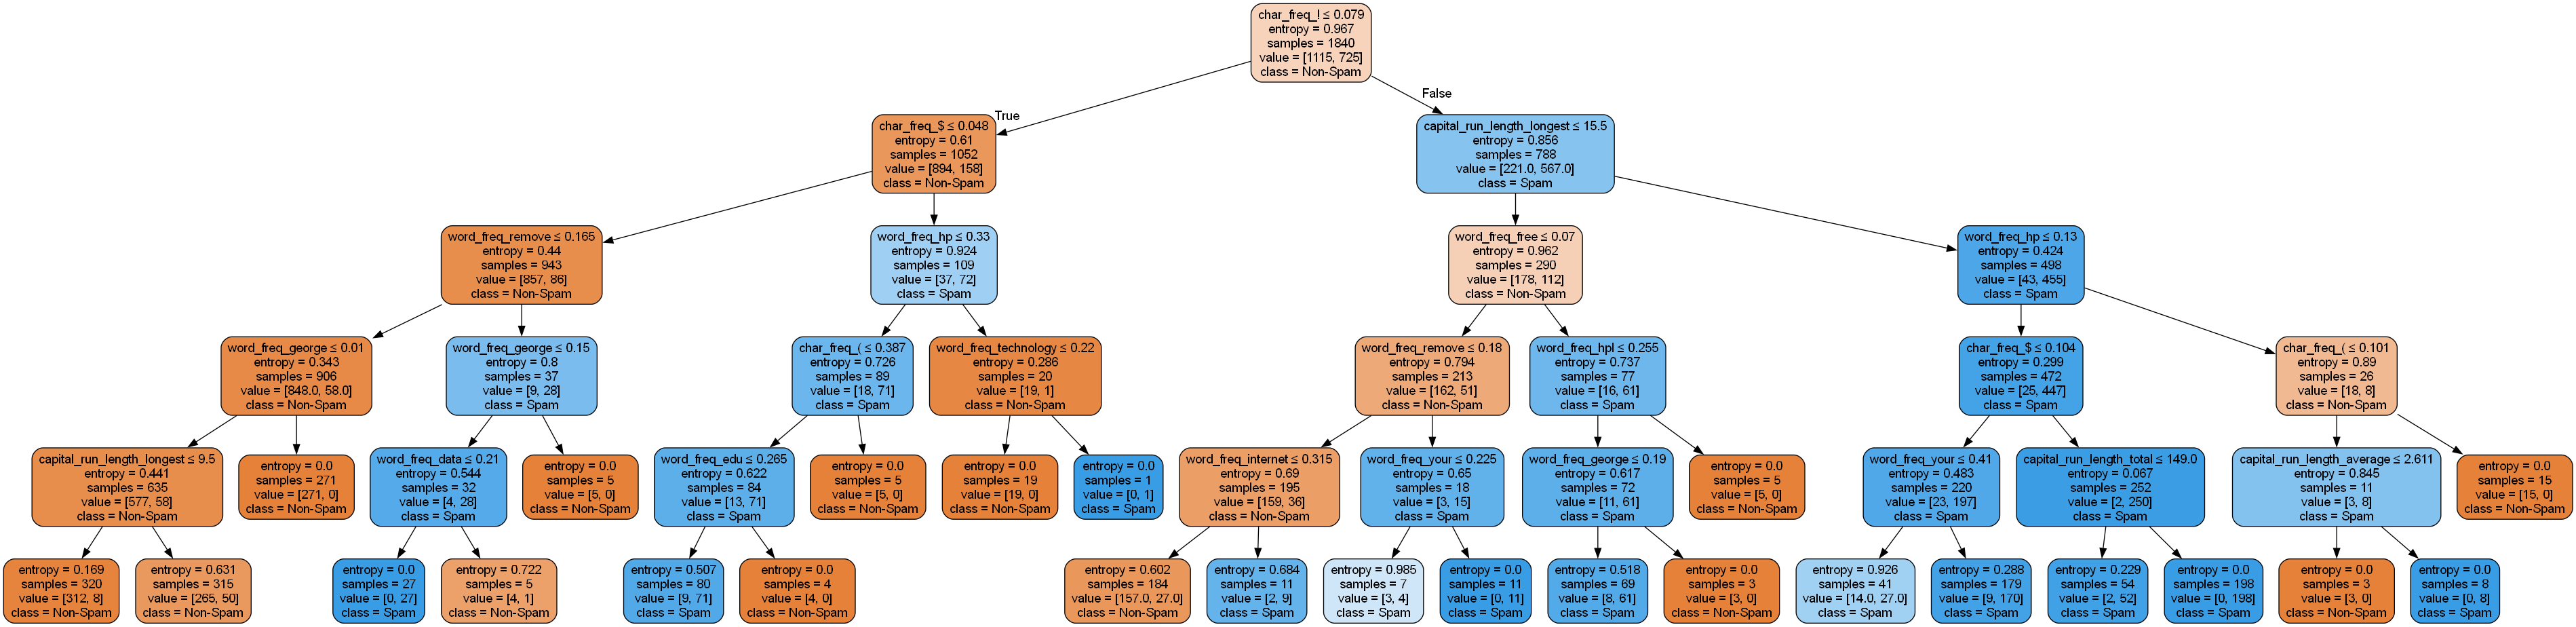 char_freq_! ≤ 0.079
entropy = 0.967
samples = 1840
value = [1115, 725]
class = Non-Spam
True
False
char_freq_$ ≤ 0.048
entropy = 0.61
samples = 1052
value = [894, 158]
class = Non-Spam
capital_run_length_longest ≤ 15.5
entropy = 0.856
samples = 788
value = [221.0, 567.0]
class = Spam
word_freq_remove ≤ 0.165
entropy = 0.44
samples = 943
value = [857, 86]
class = Non-Spam
word_freq_hp ≤ 0.33
entropy = 0.924
samples = 109
value = [37, 72]
class = Spam
word_freq_free ≤ 0.07
entropy = 0.962
samples = 290
value = [178, 112]
class = Non-Spam
word_freq_hp ≤ 0.13
entropy = 0.424
samples = 498
value = [43, 455]
class = Spam
word_freq_george ≤ 0.01
entropy = 0.343
samples = 906
value = [848.0, 58.0]
class = Non-Spam
word_freq_george ≤ 0.15
entropy = 0.8
samples = 37
value = [9, 28]
class = Spam
char_freq_( ≤ 0.387
entropy = 0.726
samples = 89
value = [18, 71]
class = Spam
word_freq_technology ≤ 0.22
entropy = 0.286
samples = 20
value = [19, 1]
class = Non-Spam
word_freq_remove ≤ 0.18
entropy = 0.794
samples = 213
value = [162, 51]
class = Non-Spam
word_freq_hpl ≤ 0.255
entropy = 0.737
samples = 77
value = [16, 61]
class = Spam
char_freq_$ ≤ 0.104
entropy = 0.299
samples = 472
value = [25, 447]
class = Spam
char_freq_( ≤ 0.101
entropy = 0.89
samples = 26
value = [18, 8]
class = Non-Spam
capital_run_length_longest ≤ 9.5
entropy = 0.441
samples = 635
value = [577, 58]
class = Non-Spam
entropy = 0.0
samples = 271
value = [271, 0]
class = Non-Spam
word_freq_data ≤ 0.21
entropy = 0.544
samples = 32
value = [4, 28]
class = Spam
entropy = 0.0
samples = 5
value = [5, 0]
class = Non-Spam
word_freq_edu ≤ 0.265
entropy = 0.622
samples = 84
value = [13, 71]
class = Spam
entropy = 0.0
samples = 5
value = [5, 0]
class = Non-Spam
entropy = 0.0
samples = 19
value = [19, 0]
class = Non-Spam
entropy = 0.0
samples = 1
value = [0, 1]
class = Spam
word_freq_internet ≤ 0.315
entropy = 0.69
samples = 195
value = [159, 36]
class = Non-Spam
word_freq_your ≤ 0.225
entropy = 0.65
samples = 18
value = [3, 15]
class = Spam
word_freq_george ≤ 0.19
entropy = 0.617
samples = 72
value = [11, 61]
class = Spam
entropy = 0.0
samples = 5
value = [5, 0]
class = Non-Spam
word_freq_your ≤ 0.41
entropy = 0.483
samples = 220
value = [23, 197]
class = Spam
capital_run_length_total ≤ 149.0
entropy = 0.067
samples = 252
value = [2, 250]
class = Spam
capital_run_length_average ≤ 2.611
entropy = 0.845
samples = 11
value = [3, 8]
class = Spam
entropy = 0.0
samples = 15
value = [15, 0]
class = Non-Spam
entropy = 0.169
samples = 320
value = [312, 8]
class = Non-Spam
entropy = 0.631
samples = 315
value = [265, 50]
class = Non-Spam
entropy = 0.0
samples = 27
value = [0, 27]
class = Spam
entropy = 0.722
samples = 5
value = [4, 1]
class = Non-Spam
entropy = 0.507
samples = 80
value = [9, 71]
class = Spam
entropy = 0.0
samples = 4
value = [4, 0]
class = Non-Spam
entropy = 0.602
samples = 184
value = [157.0, 27.0]
class = Non-Spam
entropy = 0.684
samples = 11
value = [2, 9]
class = Spam
entropy = 0.985
samples = 7
value = [3, 4]
class = Spam
entropy = 0.0
samples = 11
value = [0, 11]
class = Spam
entropy = 0.518
samples = 69
value = [8, 61]
class = Spam
entropy = 0.0
samples = 3
value = [3, 0]
class = Non-Spam
entropy = 0.926
samples = 41
value = [14.0, 27.0]
class = Spam
entropy = 0.288
samples = 179
value = [9, 170]
class = Spam
entropy = 0.229
samples = 54
value = [2, 52]
class = Spam
entropy = 0.0
samples = 198
value = [0, 198]
class = Spam
entropy = 0.0
samples = 3
value = [3, 0]
class = Non-Spam
entropy = 0.0
samples = 8
value = [0, 8]
class = Spam